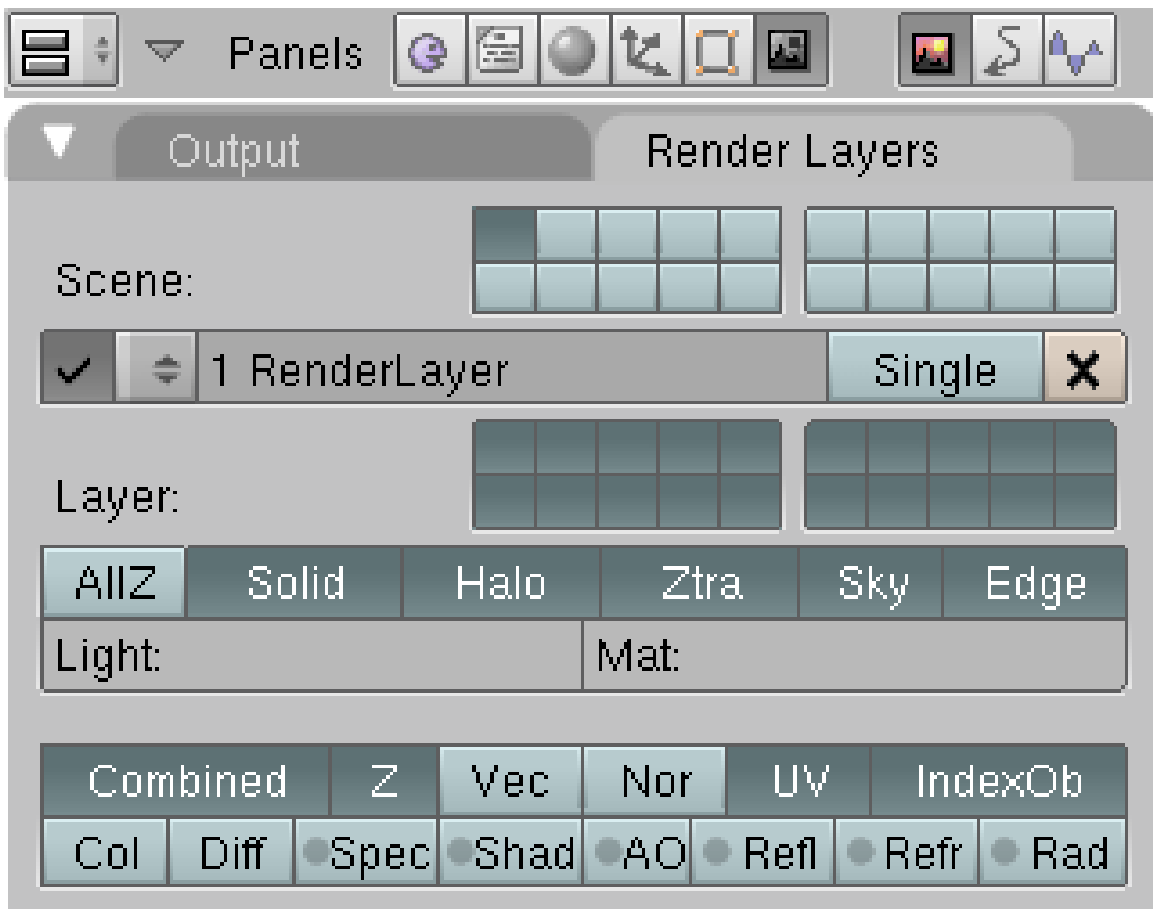 Panels
Output Render Layers
Scene:
1 RenderLayer Single X
Layer:
AllZ Solid Halo Ztra Sky Edge
Light: Mat:
Combined Z Vec Nor UV IndexOb
Col Diff Spec Shad AO Refl Refr Rad